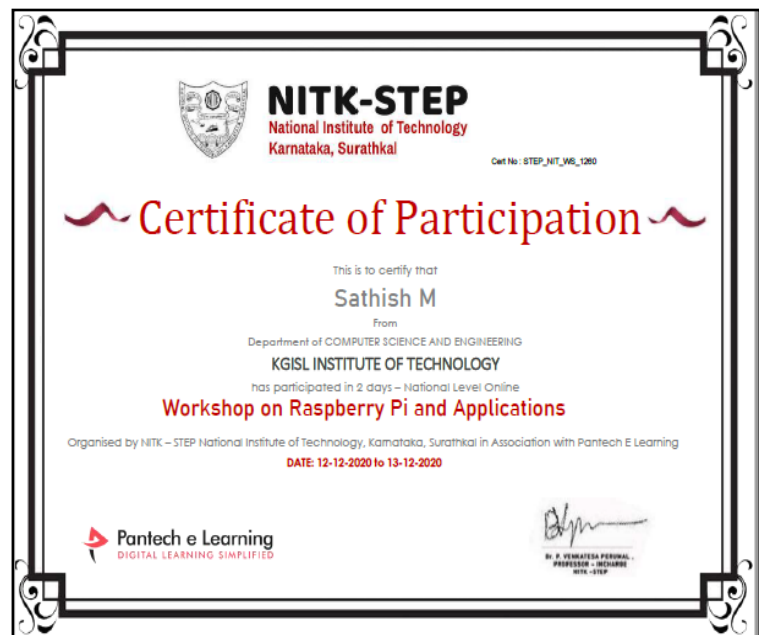 NITK-STEP
National Institute of Technology
Karnataka, Surathkal
Cert No : STEP_NIT_WS_1260
Certificate of Participation
This is to certify that
Sathish M
From
Department of COMPUTER SCIENCE AND ENGINEERING
KGISL INSTITUTE OF TECHNOLOGY
has participated in 2 days – National Level Online
Workshop on Raspberry Pi and Applications
Organised by NITK – STEP National Institute of Technology, Karnataka, Surathkal in Association with Pantech E Learning
DATE: 12-12-2020 to 13-12-2020
Pantech e Learning
DIGITAL LEARNING SIMPLIFIED
Dr. P. VENKATESA PERUMAL .
PROFESSOR - INCHARGE
NITK -STEP